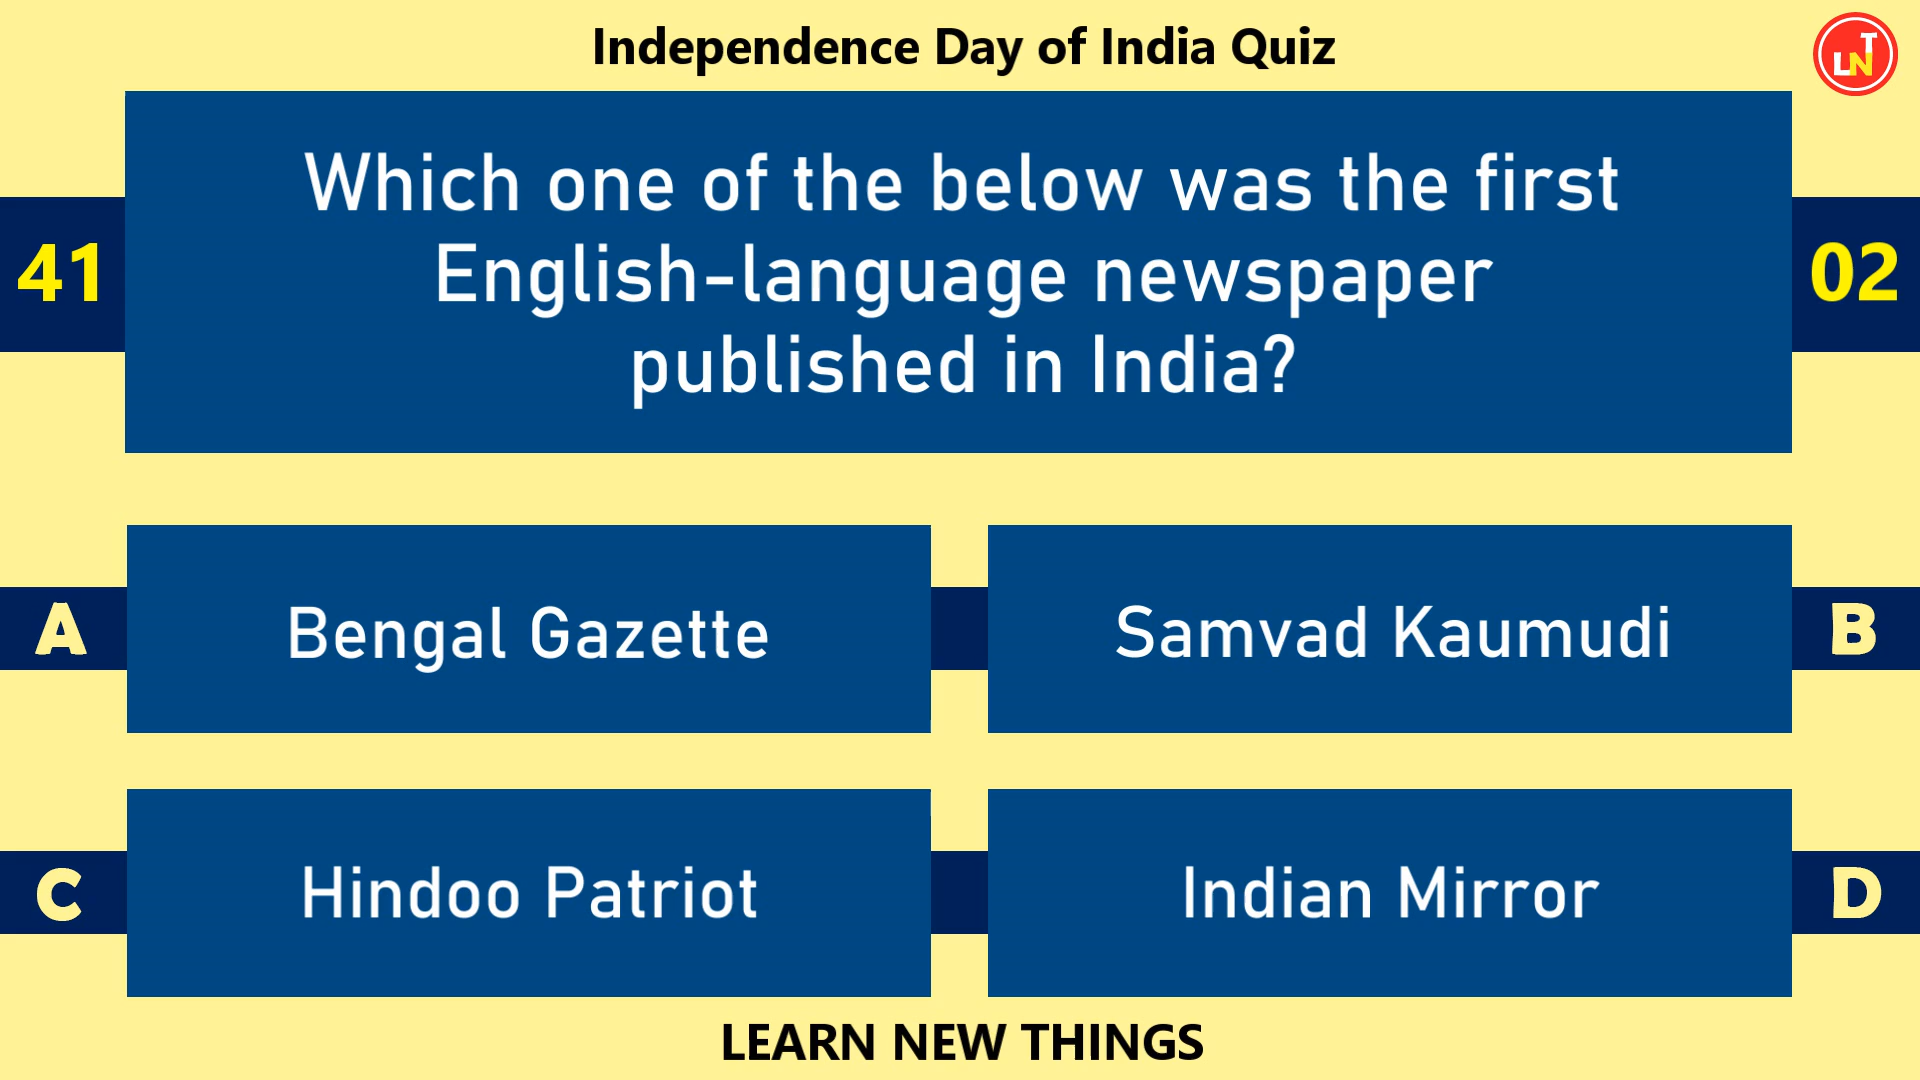 Independence Day of India Quiz
LNT
Which one of the below was the first
English-language newspaper
published in India?
41
02
A
Bengal Gazette
Samvad Kaumudi
B
C
Hindoo Patriot
Indian Mirror
D
LEARN NEW THINGS